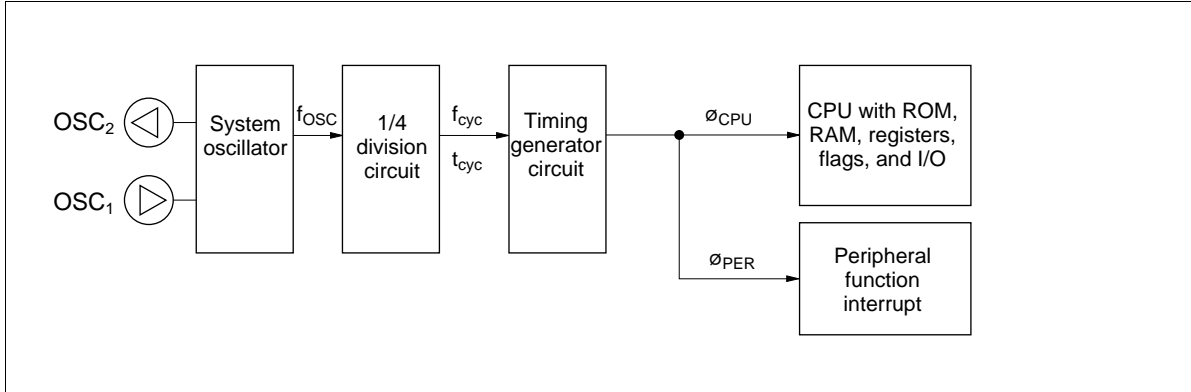 OSC₂
OSC₁
System
oscillator
fOSC
1/4
division
circuit
fcyc
tcyc
Timing
generator
circuit
øCPU
øPER
CPU with ROM,
RAM, registers,
flags, and I/O
Peripheral
function
interrupt